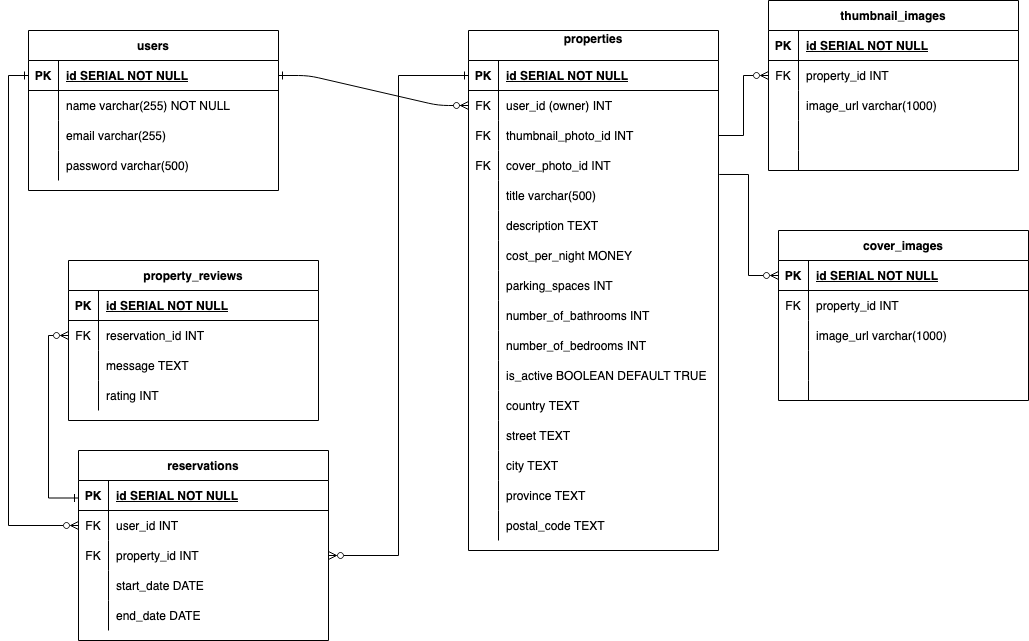 users
PK id SERIAL NOT NULL
name varchar(255) NOT NULL
email varchar(255)
password varchar(500)
property_reviews
PK id SERIAL NOT NULL
FK reservation_id INT
message TEXT
rating INT
reservations
PK id SERIAL NOT NULL
FK user_id INT
FK property_id INT
start_date DATE
end_date DATE
properties
PK id SERIAL NOT NULL
FK user_id (owner) INT
FK thumbnail_photo_id INT
FK cover_photo_id INT
title varchar(500)
description TEXT
cost_per_night MONEY
parking_spaces INT
number_of_bathrooms INT
number_of_bedrooms INT
is_active BOOLEAN DEFAULT TRUE
country TEXT
street TEXT
city TEXT
province TEXT
postal_code TEXT
thumbnail_images
PK id SERIAL NOT NULL
FK property_id INT
image_url varchar(1000)
cover_images
PK id SERIAL NOT NULL
FK property_id INT
image_url varchar(1000)